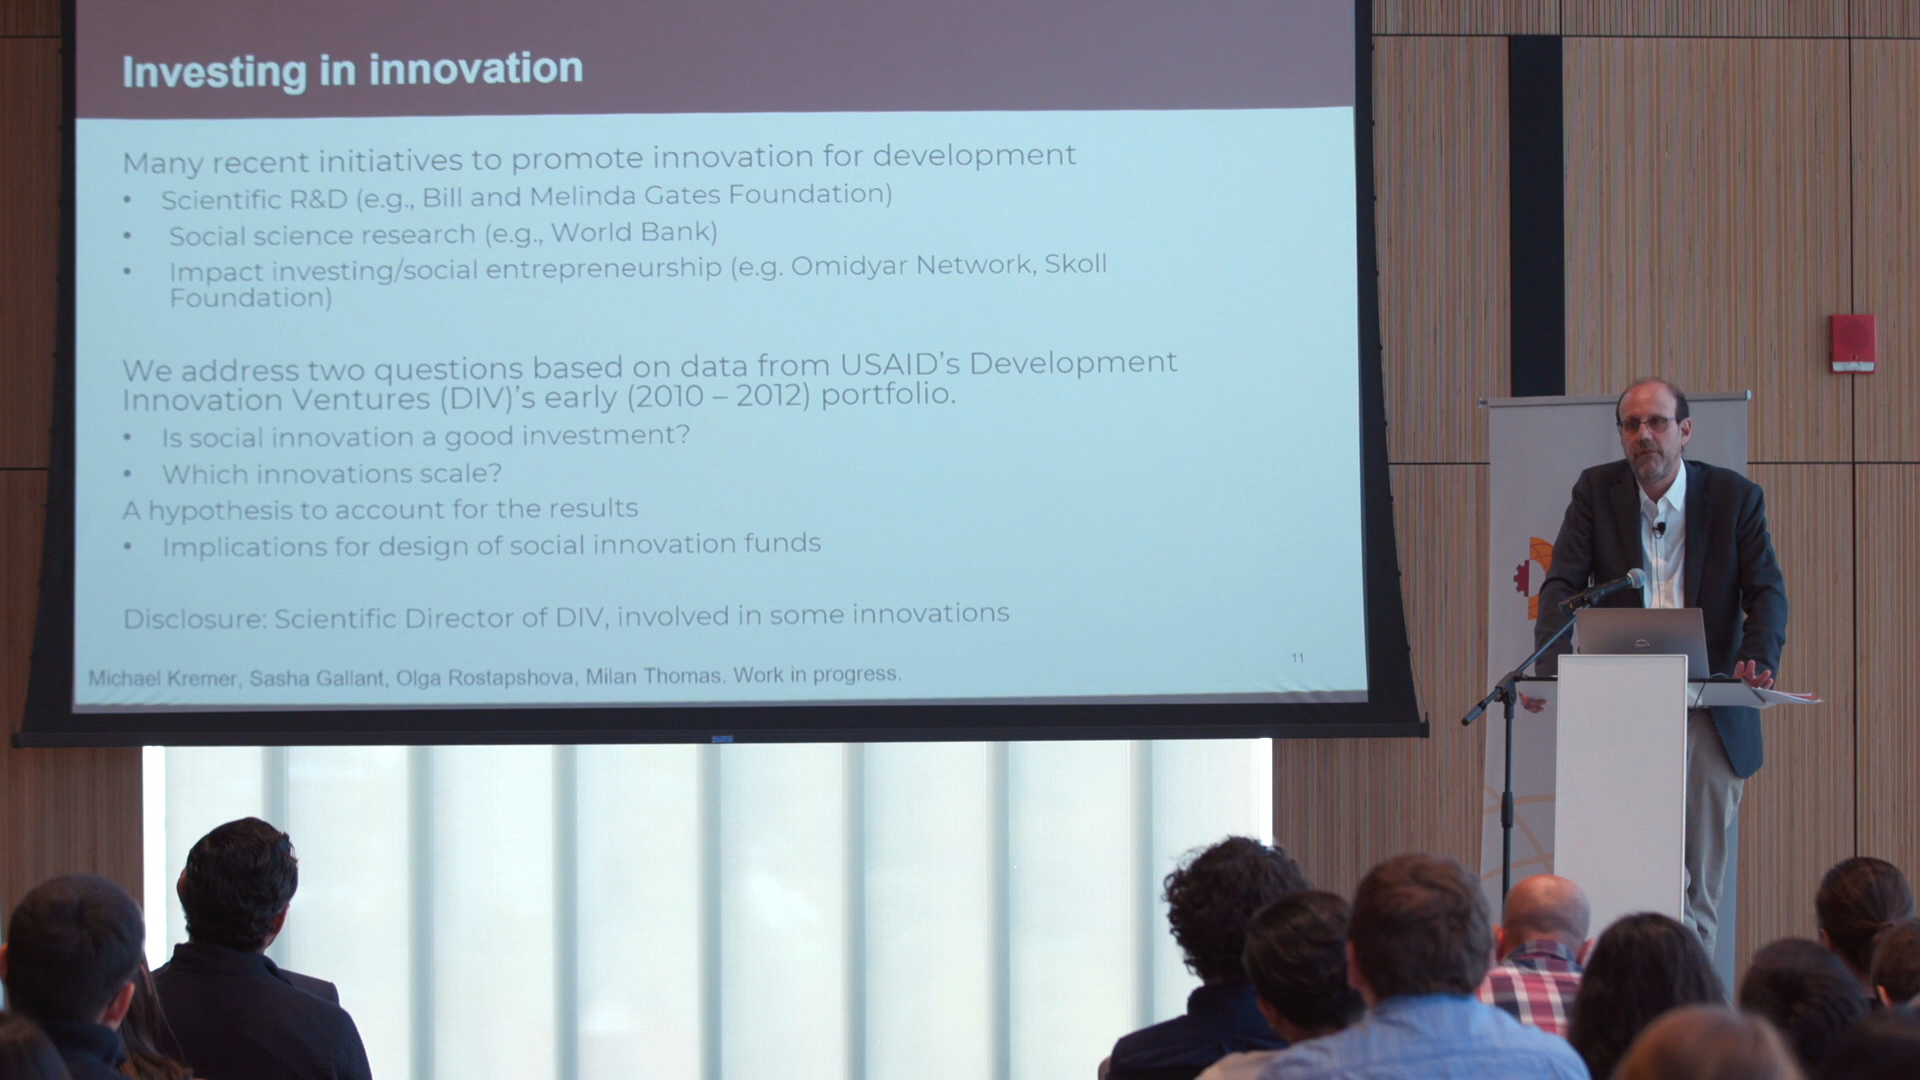 Investing in innovation
Many recent initiatives to promote innovation for development
• Scientific R&D (e.g., Bill and Melinda Gates Foundation)
• Social science research (e.g., World Bank)
• Impact investing/social entrepreneurship (e.g. Omidyar Network, Skoll
Foundation)
We address two questions based on data from USAID's Development
Innovation Ventures (DIV)'s early (2010 – 2012) portfolio.
• Is social innovation a good investment?
• Which innovations scale?
A hypothesis to account for the results
• Implications for design of social innovation funds
Disclosure: Scientific Director of DIV, involved in some innovations
11
Michael Kremer, Sasha Gallant, Olga Rostapshova, Milan Thomas. Work in progress.